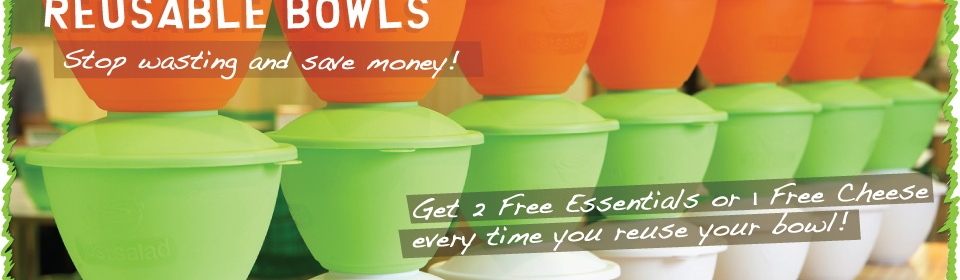 REUSABLE BOWLS
Stop wasting and save money!
Get 2 Free Essentials or 1 Free Cheese
every time you reuse your bowl!
salad